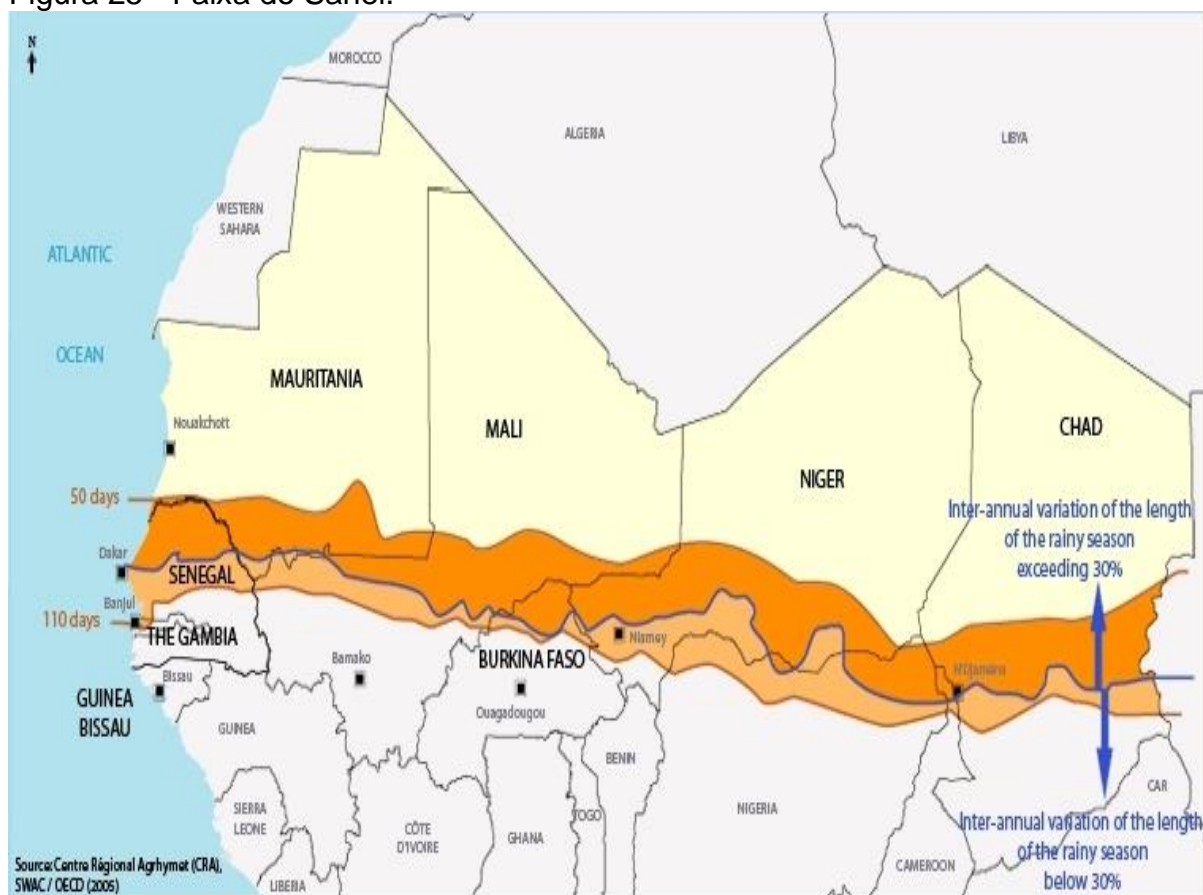 Figura 28 - Faixa do Sahel.
N
MOROCCO
ALGERIA
LIBYA
WESTERN
SAHARA
ATLANTIC
OCEAN
MAURITANIA
MALI
NIGER
CHAD
Nouakchott
50 days
Inter-annual variation of the length
of the rainy season
exceeding 30%
Dakar
SENEGAL
Banjul
110 days
THE GAMBIA
Niamey
BURKINA FASO
Bamako
N'Djamena
Bissau
GUINEA
BISSAU
Ouagadougou
GUINEA
BENIN
SIERRA
LEONE
CÔTE
D'IVOIRE
GHANA
TOGO
NIGERIA
CAR
CAMEROON
Inter-annual variation of the length
of the rainy season
below 30%
LIBERIA
Source: Centre Régional Agrhymet (CRA),
SWAC / OECD (2005)